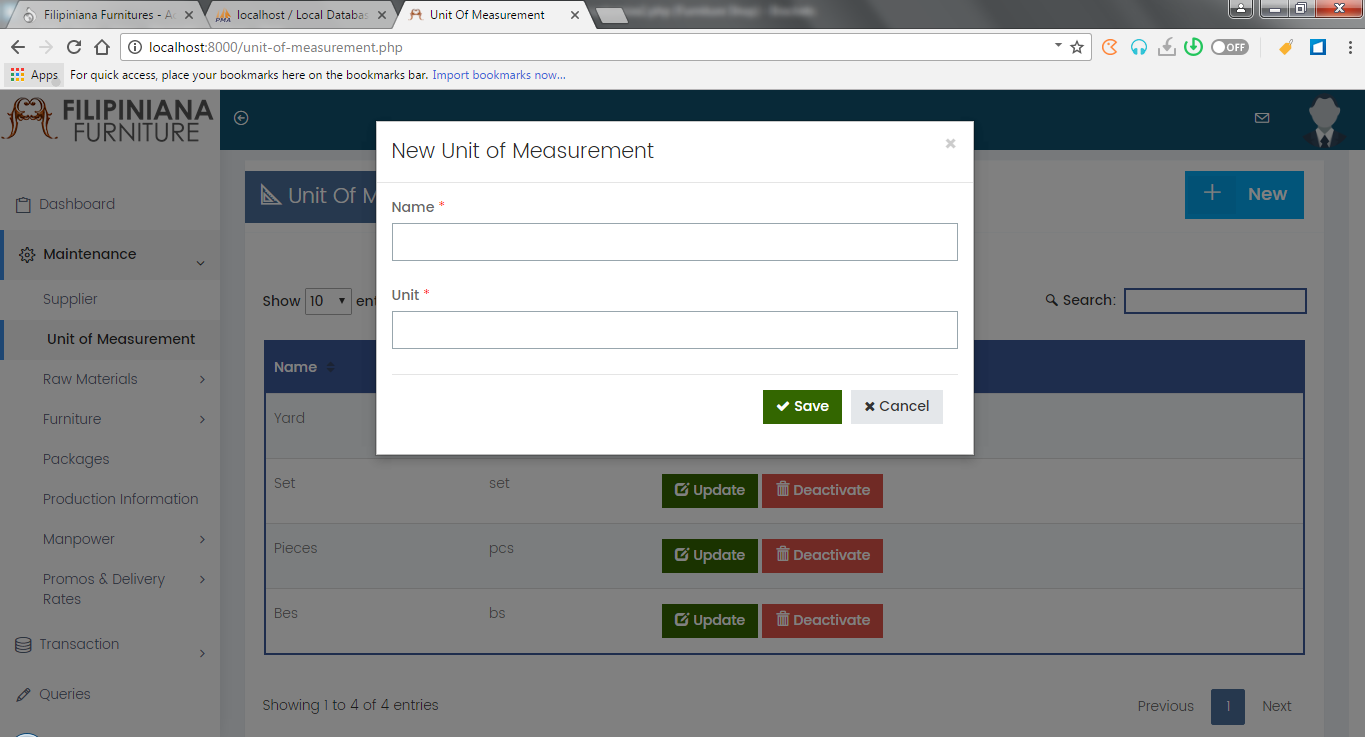 Filipiniana Furnitures - Ac
localhost / Local Databas
Unit Of Measurement
localhost:8000/unit-of-measurement.php
OFF
Apps
For quick access, place your bookmarks here on the bookmarks bar. Import bookmarks now...
FILIPINIANA
FURNITURE
New Unit of Measurement
Dashboard
Unit Of M
New
Name *
Maintenance
Supplier
Unit *
Show 10 ent
Search:
Unit of Measurement
Name
Raw Materials
Save
Cancel
Furniture
Yard
Packages
Set
set
Update
Deactivate
Production Information
Manpower
Pieces
pcs
Update
Deactivate
Promos & Delivery
Rates
Bes
bs
Update
Deactivate
Transaction
Queries
Showing 1 to 4 of 4 entries
Previous
1
Next